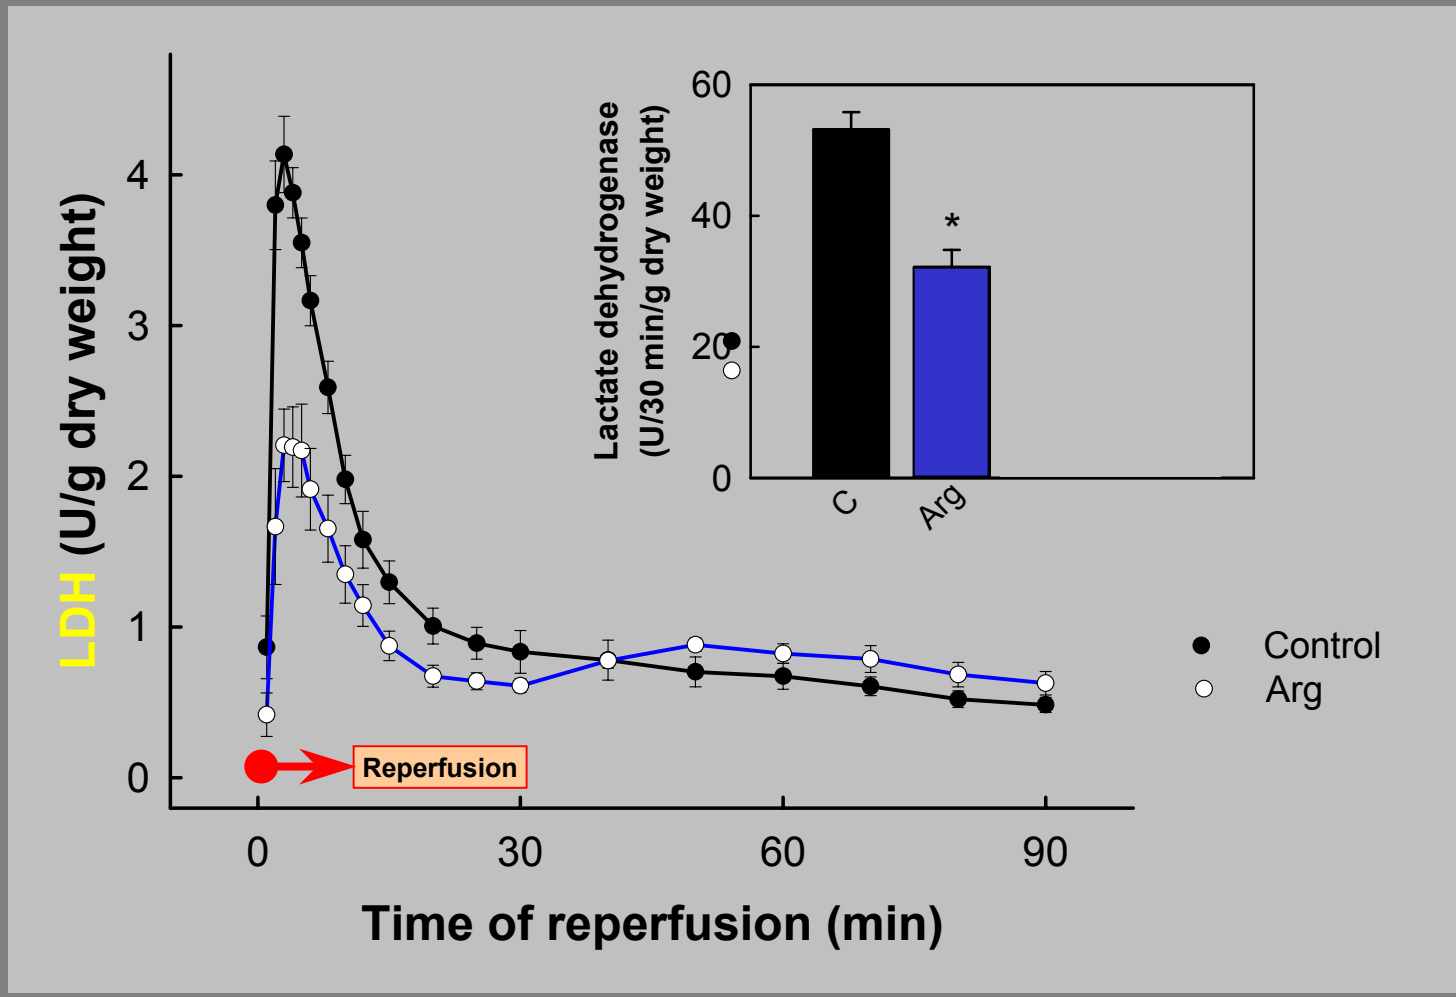 LDH (U/g dry weight)
4
3
2
1
0
Reperfusion
0 30 60 90
Time of reperfusion (min)
Lactate dehydrogenase
(U/30 min/g dry weight)
60
40
20
0
*
C
Arg
Control
Arg